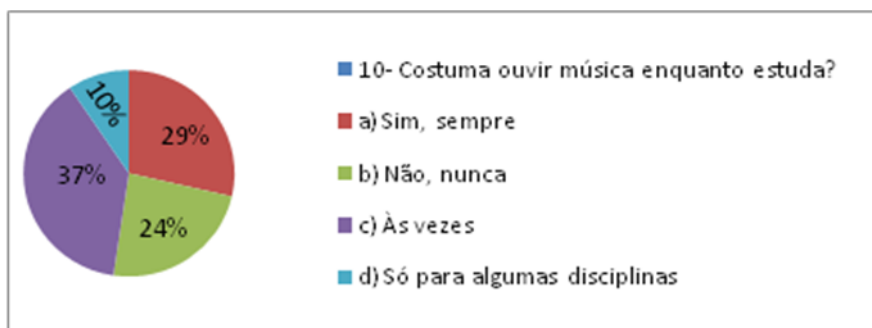 10- Costuma ouvir música enquanto estuda?
a) Sim, sempre
b) Não, nunca
c) Às vezes
d) Só para algumas disciplinas
10%
29%
37%
24%